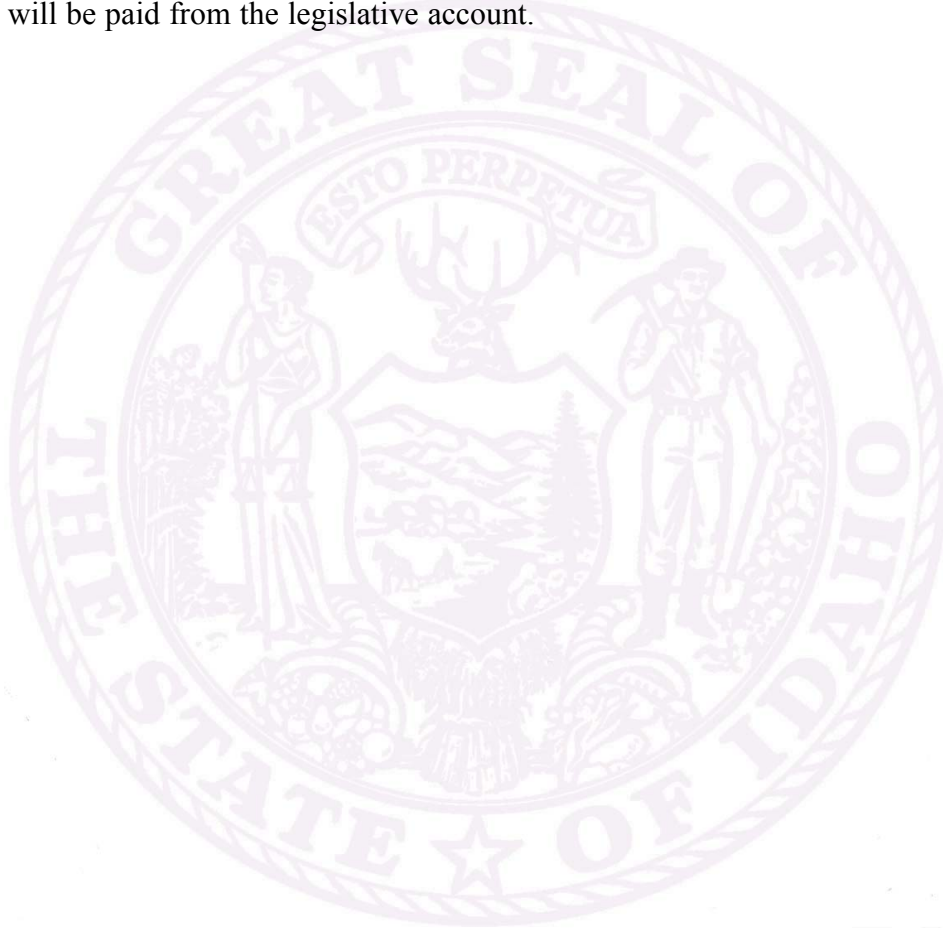 will be paid from the legislative account.
GREAT SEAL OF
THE STATE OF IDAHO
ESTO PERPETUA